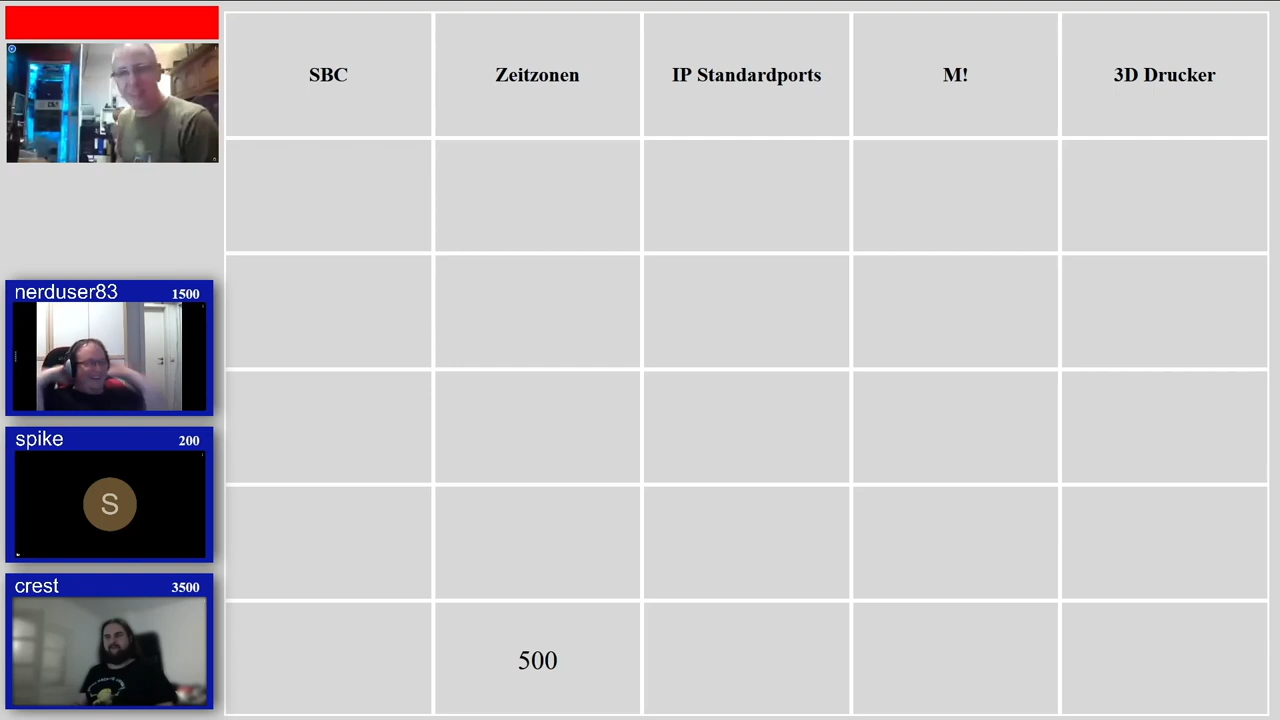 SBC
Zeitzonen
IP Standardports
M!
3D Drucker
nerduser83
1500
spike
200
S
crest
3500
500